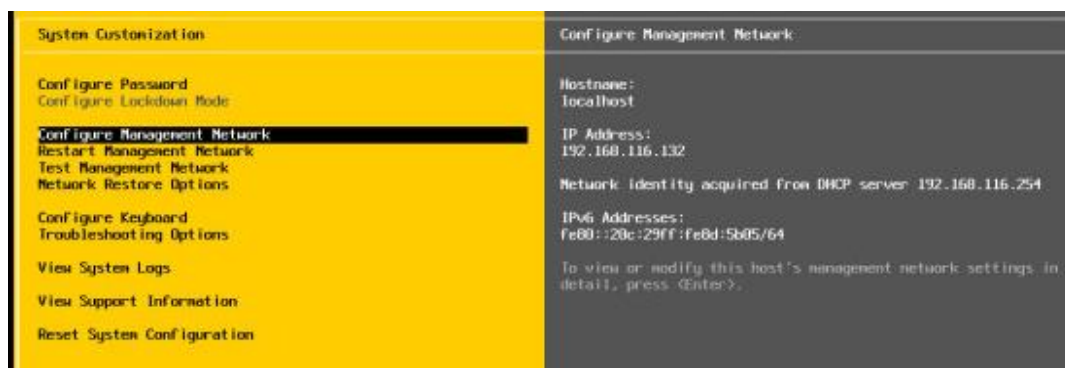 System Customization
Configure Password
Configure Lockdown Mode
Configure Management Network
Restart Management Network
Test Management Network
Network Restore Options
Configure Keyboard
Troubleshooting Options
View System Logs
View Support Information
Reset System Configuration
Configure Management Network
Hostname:
localhost
IP Address:
192.168.116.132
Network identity acquired from DHCP server 192.168.116.254
IPv6 Addresses:
fe80::20c:29ff:fe8d:5b05/64
To view or modify this host's management network settings in
detail, press <Enter>.